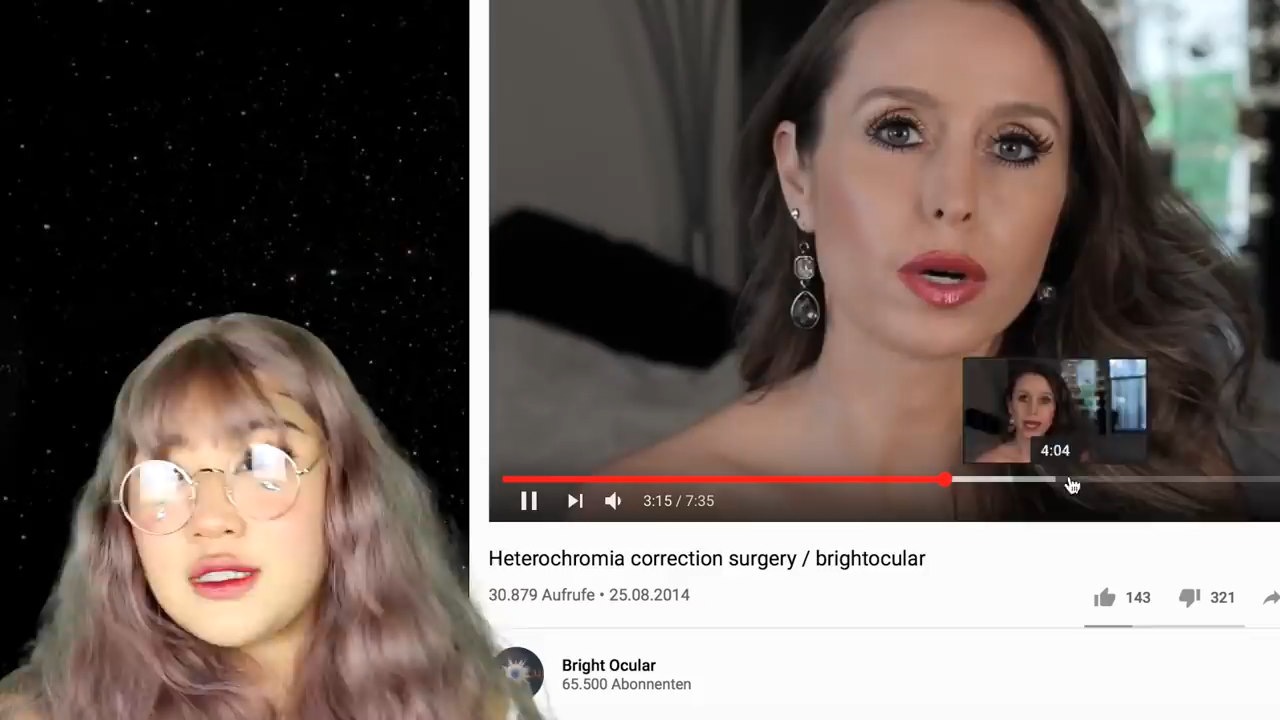 4:04
3:15 / 7:35
Heterochromia correction surgery / brightocular
30.879 Aufrufe • 25.08.2014
143
321
Bright Ocular
65.500 Abonnenten